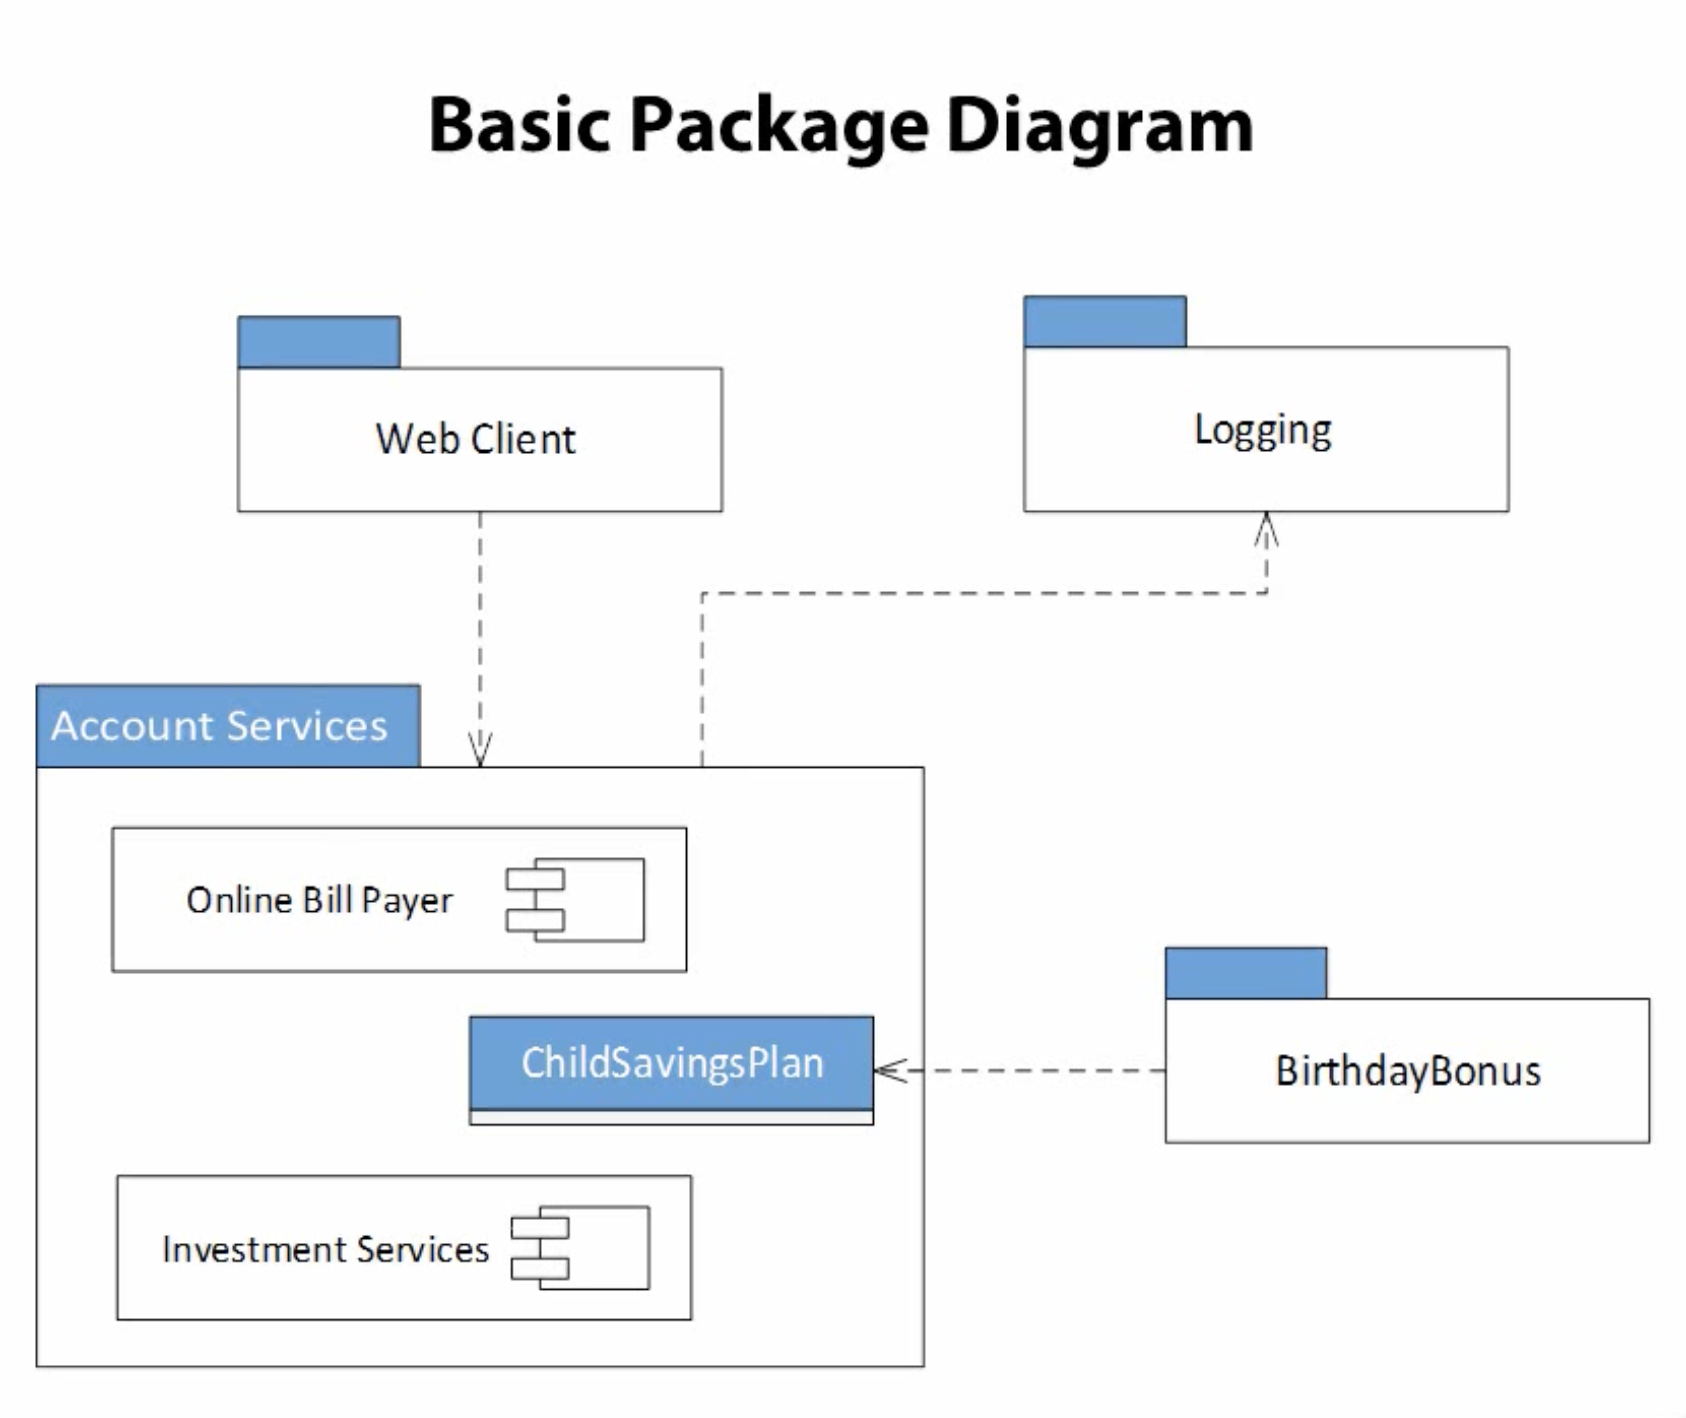 Basic Package Diagram
Web Client
Logging
Account Services
Online Bill Payer
ChildSavingsPlan
BirthdayBonus
Investment Services